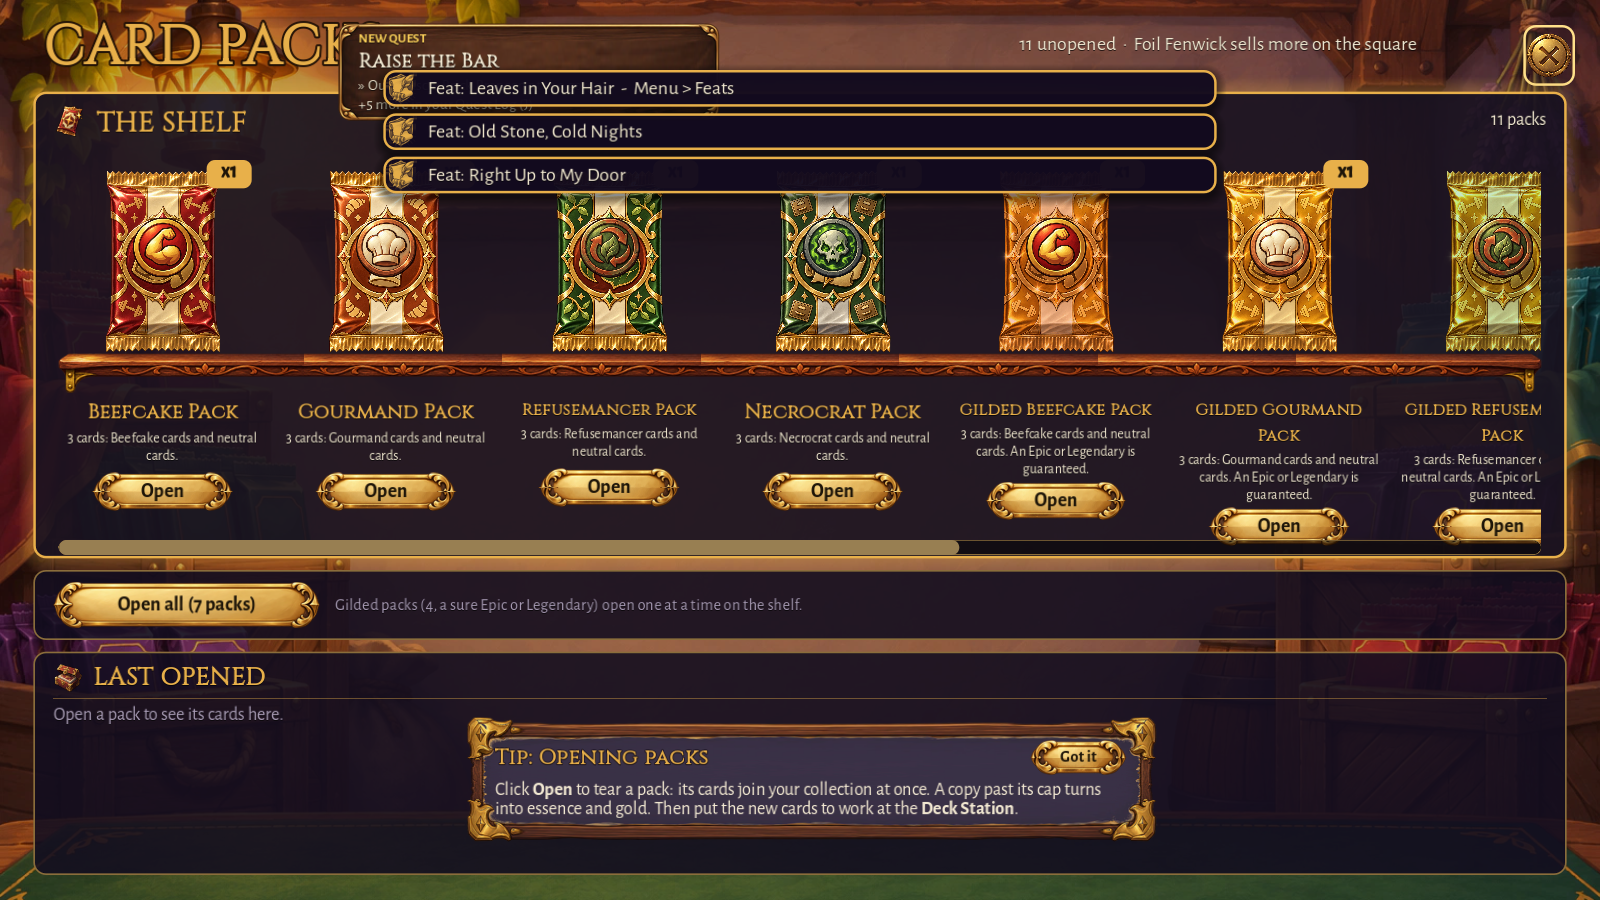 CARD PACK
NEW QUEST
RAISE THE BAR
» Ou
+5 more in your Quest Log (J)
11 unopened · Foil Fenwick sells more on the square
Feat: Leaves in Your Hair - Menu > Feats
Feat: Old Stone, Cold Nights
Feat: Right Up to My Door
THE SHELF
11 packs
X1
X1
BEEFCAKE PACK
3 cards: Beefcake cards and neutral
cards.
Open
GOURMAND PACK
3 cards: Gourmand cards and neutral
cards.
Open
REFUSEMANCER PACK
3 cards: Refusemancer cards and
neutral cards.
Open
NECROCRAT PACK
3 cards: Necrocrat cards and neutral
cards.
Open
GILDED BEEFCAKE PACK
3 cards: Beefcake cards and neutral
cards. An Epic or Legendary is
guaranteed.
Open
GILDED GOURMAND
PACK
3 cards: Gourmand cards and neutral
cards. An Epic or Legendary is
guaranteed.
Open
GILDED REFUSEM
PACK
3 cards: Refusemancer
neutral cards. An Epic or L
guaranteed.
Open
Open all (7 packs)
Gilded packs (4, a sure Epic or Legendary) open one at a time on the shelf.
LAST OPENED
Open a pack to see its cards here.
TIP: OPENING PACKS
Got it
Click Open to tear a pack: its cards join your collection at once. A copy past its cap turns
into essence and gold. Then put the new cards to work at the Deck Station.